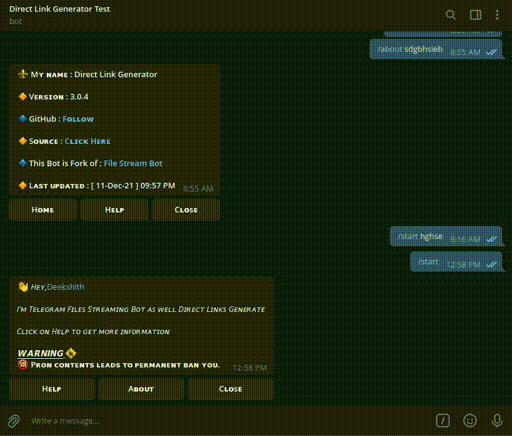 Direct Link Generator Test
bot
/about sdgbhsieb 8:55 AM
My name : Direct Link Generator
Version : 3.0.4
GitHub : Follow
Source : Click Here
This Bot is Fork of : File Stream Bot
Last updated : [ 11-Dec-21 ] 09:57 PM 8:55 AM
Home Help Close
/start hghse 9:16 AM
/start 12:58 PM
Hey,Deekshith
I'm Telegram Files Streaming Bot as well Direct Links Generate
Click on Help to get more information
WARNING
🔞 Pron contents leads to permanent ban you. 12:58 PM
Help About Close
Write a message...